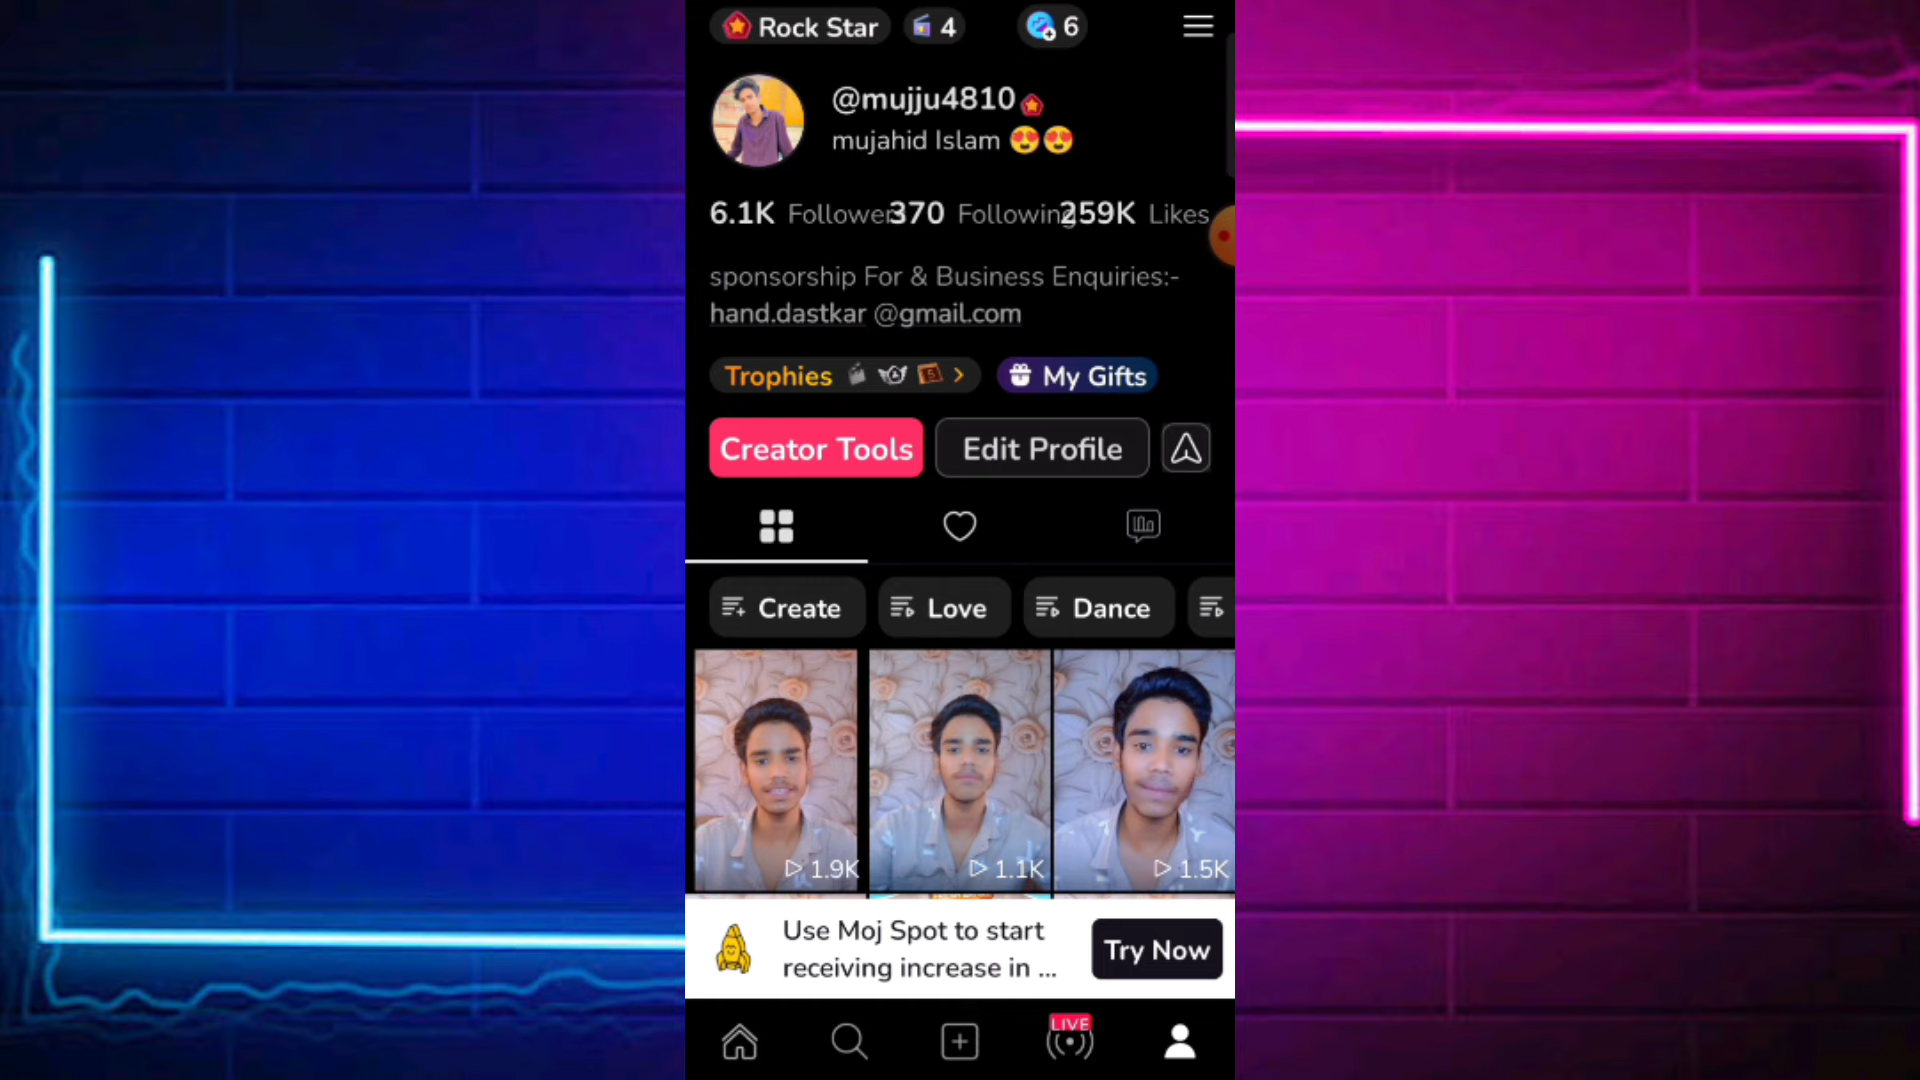 Rock Star 4 6
@mujju4810
mujahid Islam 😍😍
6.1K Followers 370 Following 259K Likes
sponsorship For & Business Enquiries:-
hand.dastkar @gmail.com
Trophies 5 My Gifts
Creator Tools Edit Profile
Create Love Dance
1.9K 1.1K 1.5K
Use Moj Spot to start
receiving increase in ...
Try Now
LIVE